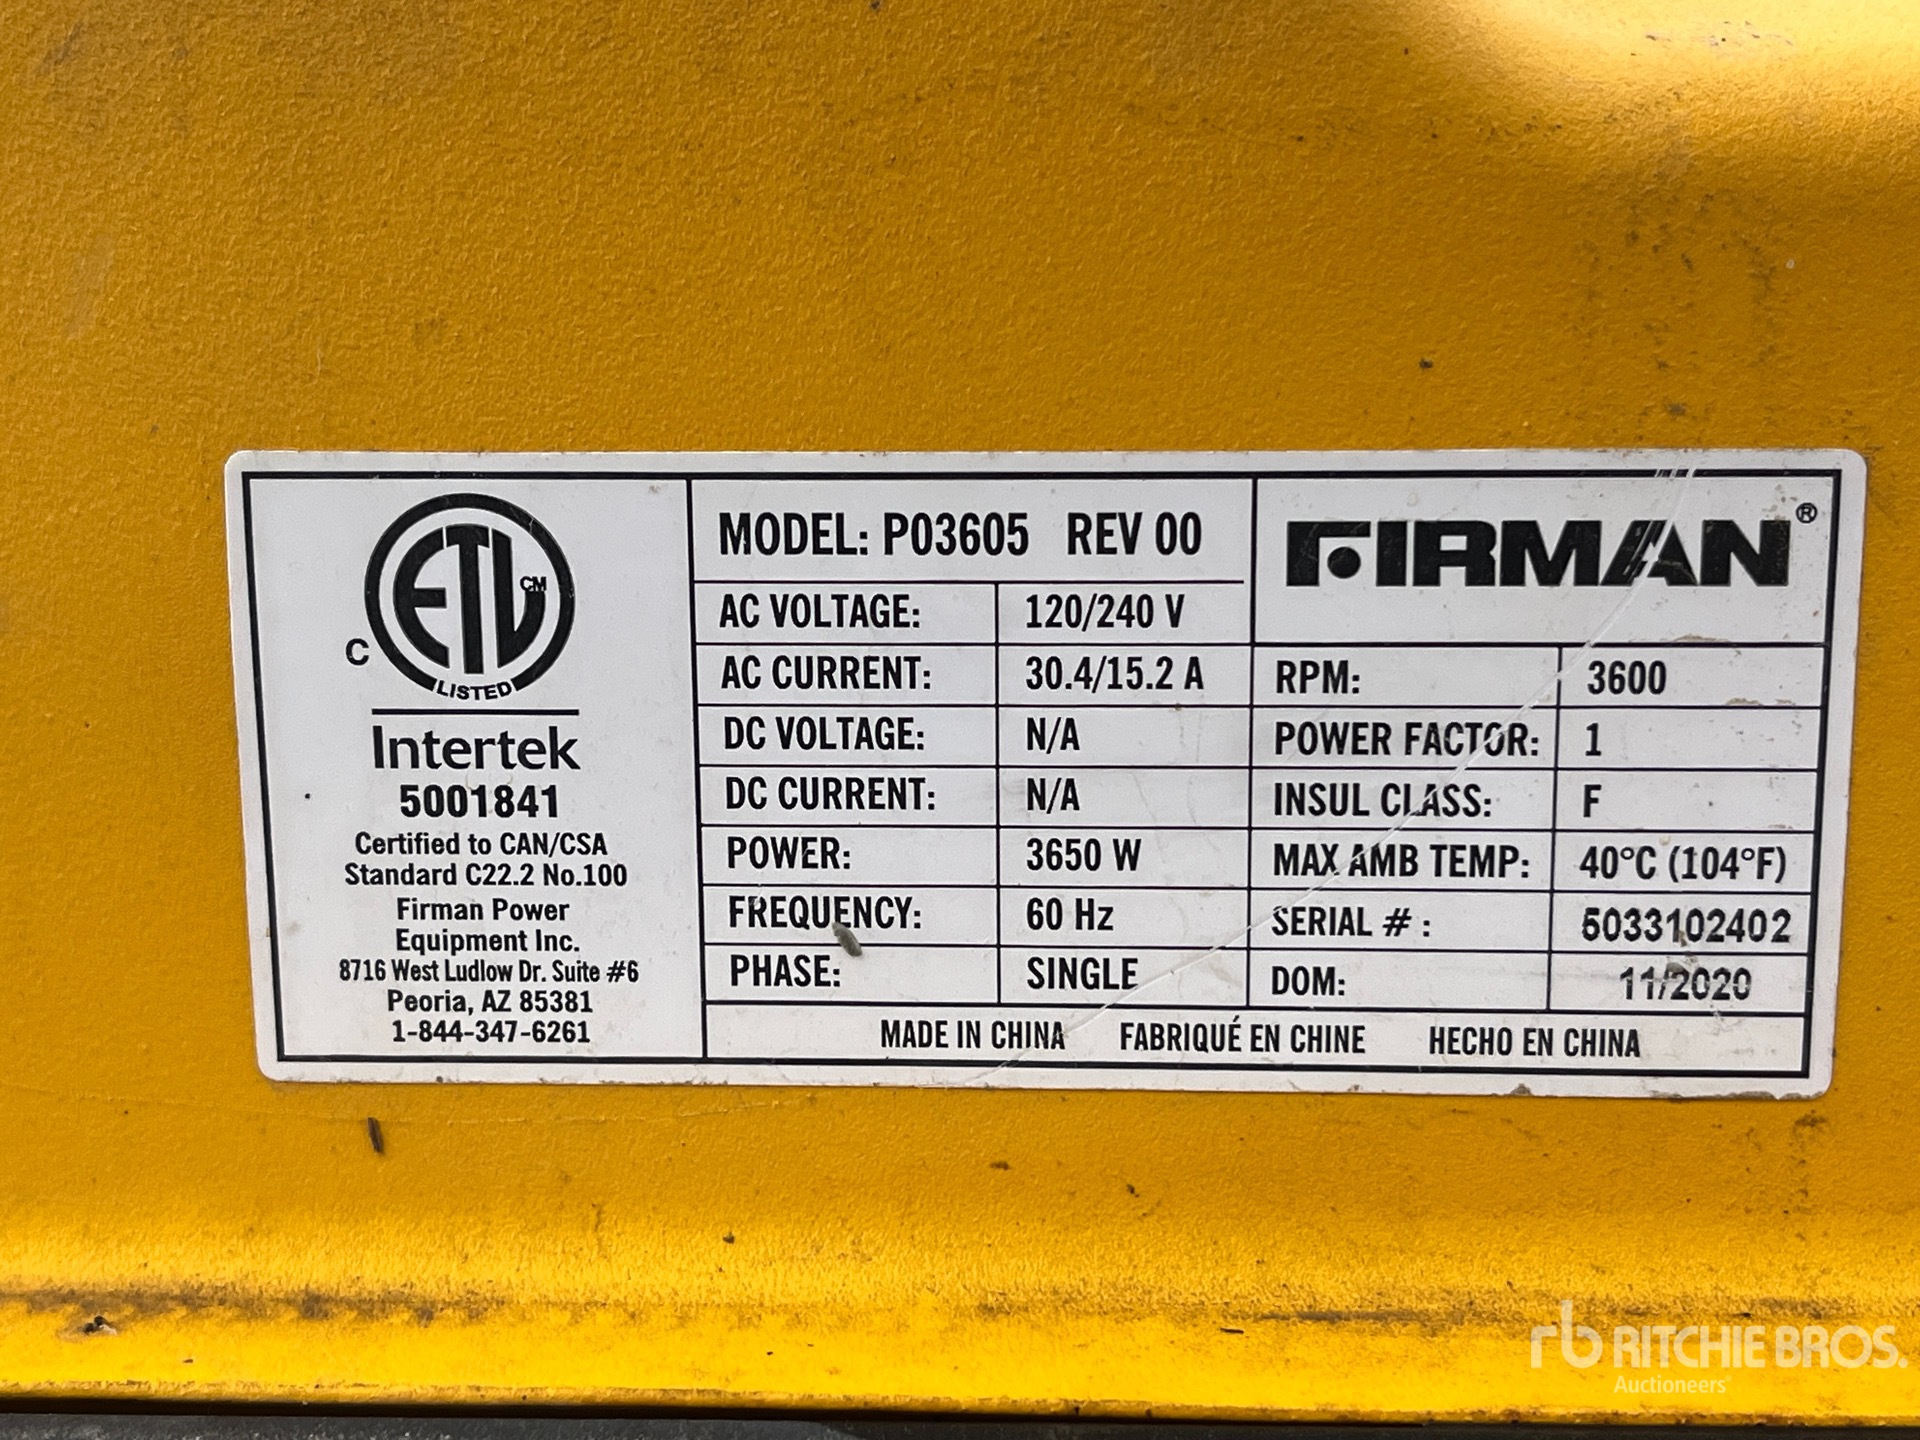 ETL CM
C
LISTED
Intertek
5001841
Certified to CAN/CSA
Standard C22.2 No.100
Firman Power
Equipment Inc.
8716 West Ludlow Dr. Suite #6
Peoria, AZ 85381
1-844-347-6261
MODEL: P03605 REV 00
AC VOLTAGE: 120/240 V
AC CURRENT: 30.4/15.2 A
DC VOLTAGE: N/A
DC CURRENT: N/A
POWER: 3650 W
FREQUENCY: 60 Hz
PHASE: SINGLE
FIRMAN®
RPM: 3600
POWER FACTOR: 1
INSUL CLASS: F
MAX AMB TEMP: 40°C (104°F)
SERIAL # : 5033102402
DOM: 11/2020
MADE IN CHINA FABRIQUÉ EN CHINE HECHO EN CHINA
rb RITCHIE BROS.
Auctioneers